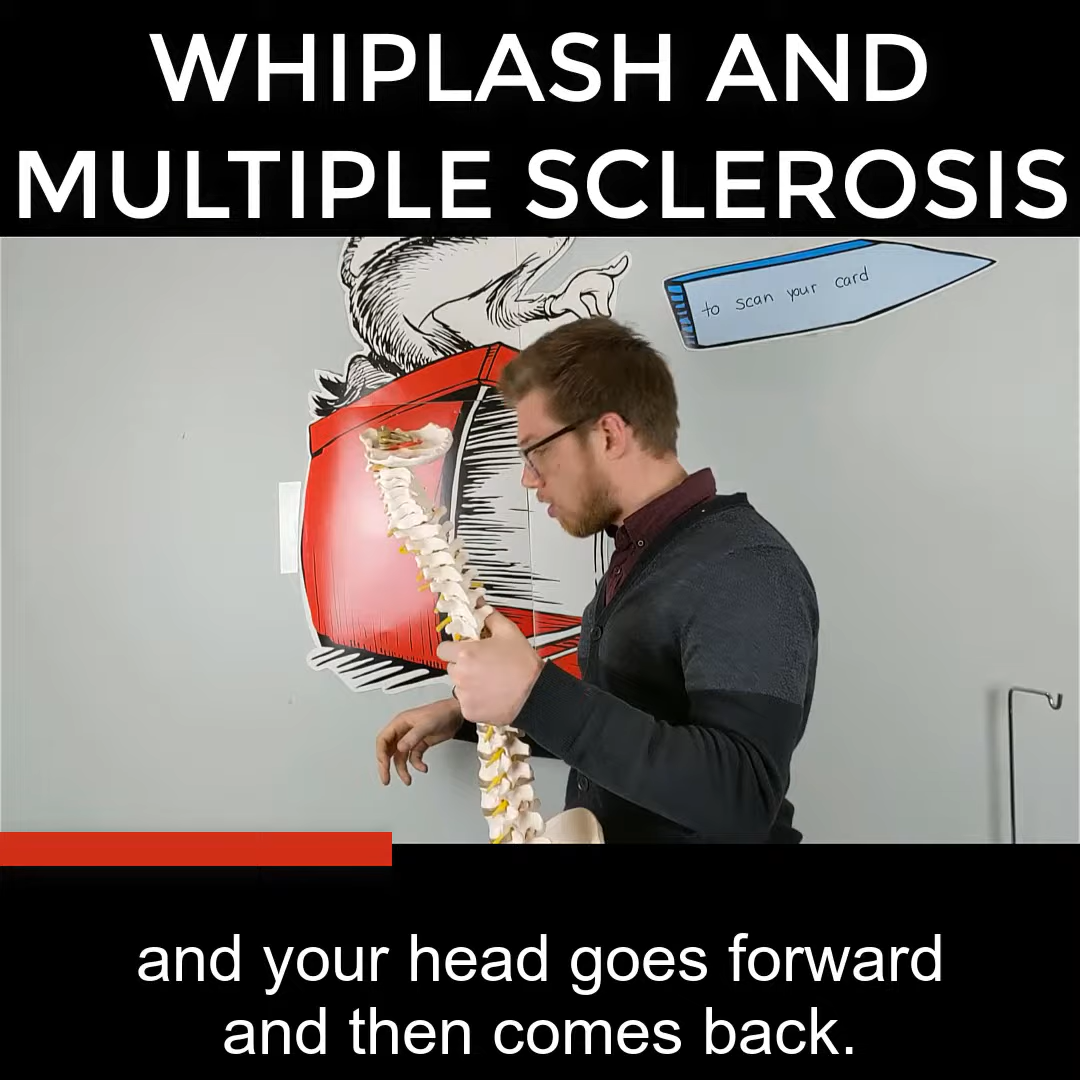 WHIPLASH AND
MULTIPLE SCLEROSIS
to scan your card
and your head goes forward
and then comes back.